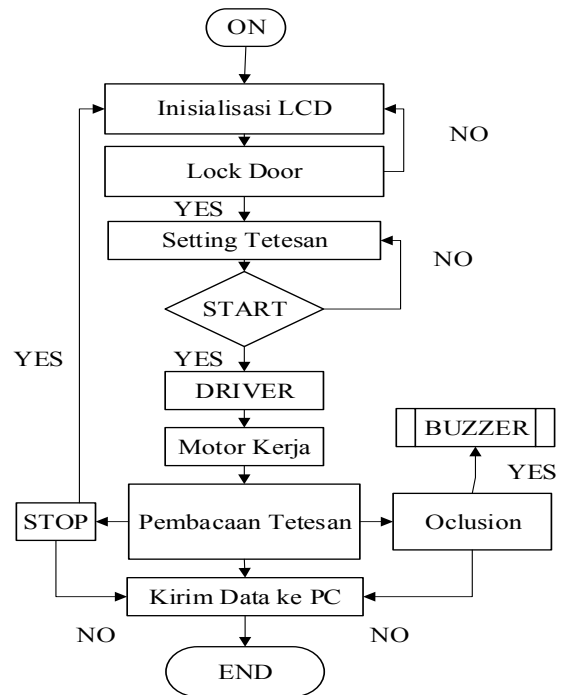 ON
Inisialisasi LCD
NO
Lock Door
YES
Setting Tetesan
NO
START
YES
YES
DRIVER
BUZZER
Motor Kerja
YES
STOP
Pembacaan Tetesan
Oclusion
Kirim Data ke PC
NO
NO
END